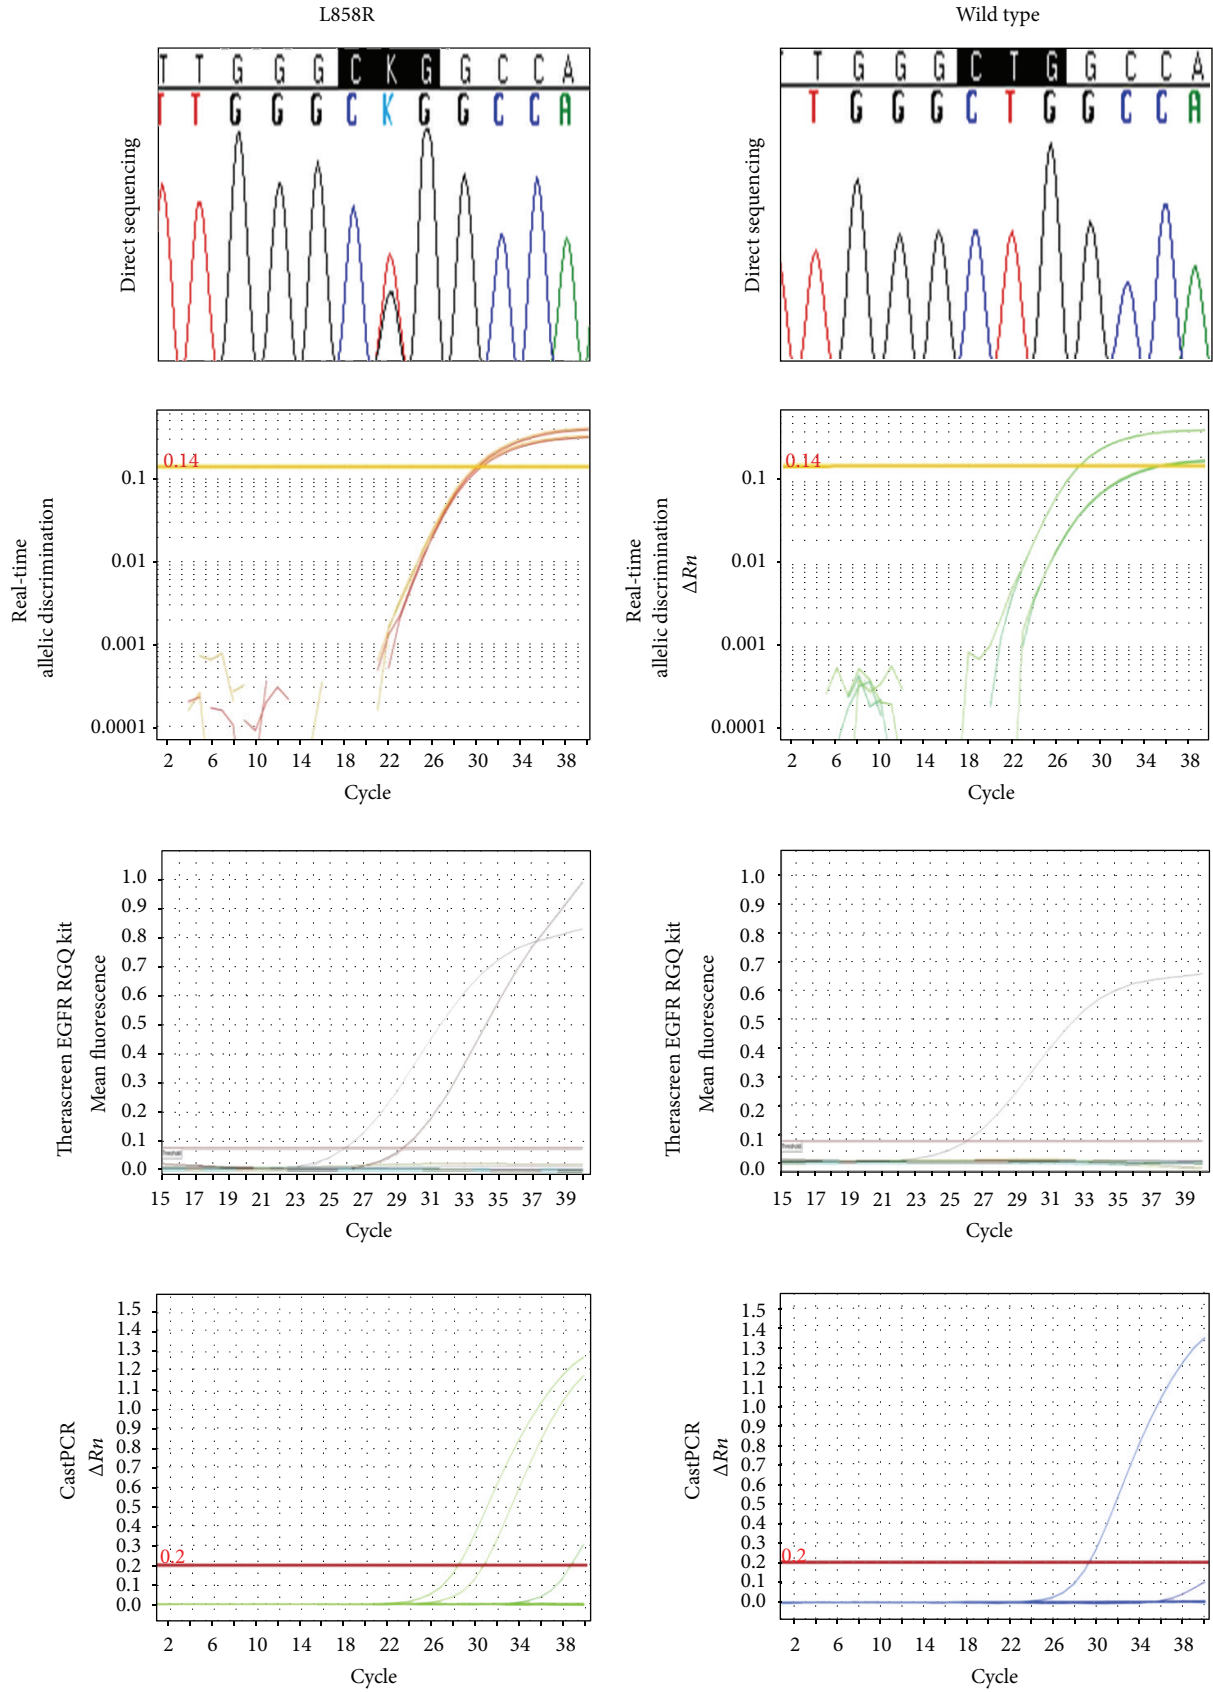 L858R
Wild type
T T G G G C K G G C C A
T T G G G C K G G C C A
Direct sequencing
T G G G C T G G C C A
T G G G C T G G C C A
Direct sequencing
0.14
0.1
0.01
0.001
0.0001
Real-time
allelic discrimination
2 6 10 14 18 22 26 30 34 38
Cycle
0.14
0.1
0.01
0.001
0.0001
Real-time
allelic discrimination
ΔRn
2 6 10 14 18 22 26 30 34 38
Cycle
1.0
0.9
0.8
0.7
0.6
0.5
0.4
0.3
0.2
0.1
0.0
Therascreen EGFR RGQ kit
Mean fluorescence
Threshold
15 17 19 21 23 25 27 29 31 33 35 37 39
Cycle
1.0
0.9
0.8
0.7
0.6
0.5
0.4
0.3
0.2
0.1
0.0
Therascreen EGFR RGQ kit
Mean fluorescence
Threshold
15 17 19 21 23 25 27 29 31 33 35 37 39
Cycle
1.5
1.4
1.3
1.2
1.1
1.0
0.9
0.8
0.7
0.6
0.5
0.4
0.3
0.2
0.1
0.0
CastPCR
ΔRn
0.2
2 6 10 14 18 22 26 30 34 38
Cycle
1.5
1.4
1.3
1.2
1.1
1.0
0.9
0.8
0.7
0.6
0.5
0.4
0.3
0.2
0.1
0.0
CastPCR
ΔRn
0.2
2 6 10 14 18 22 26 30 34 38
Cycle